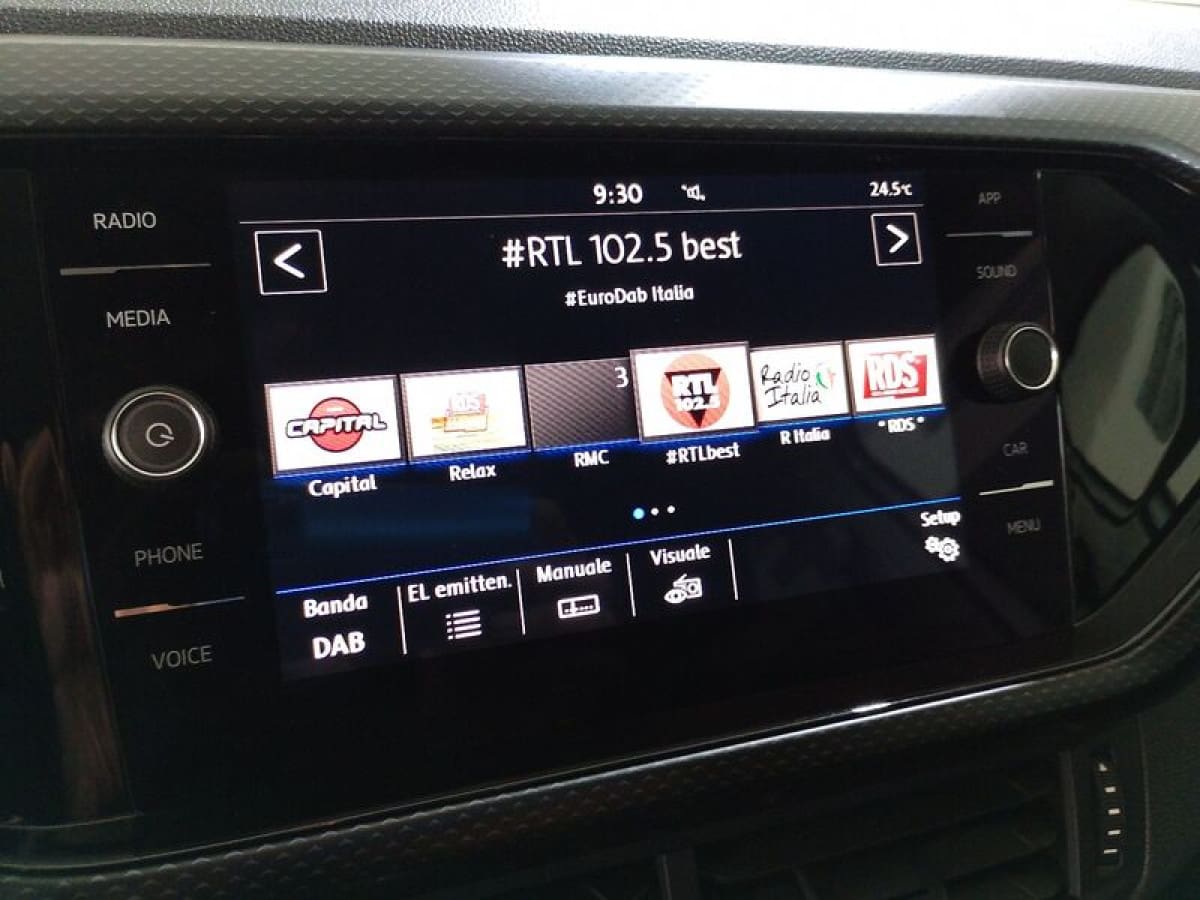 RADIO
MEDIA
PHONE
VOICE
9:30
24.5°C
<
#RTL 102.5 best
>
#EuroDab Italia
CAPITAL
RDS
3
RTL
102.5
Radio
Italia
RDS
Capital
Relax
RMC
#RTLbest
R Italia
" RDS "
Banda
DAB
EL emitten.
Manuale
Visuale
Setup
APP
SOUND
CAR
MENU